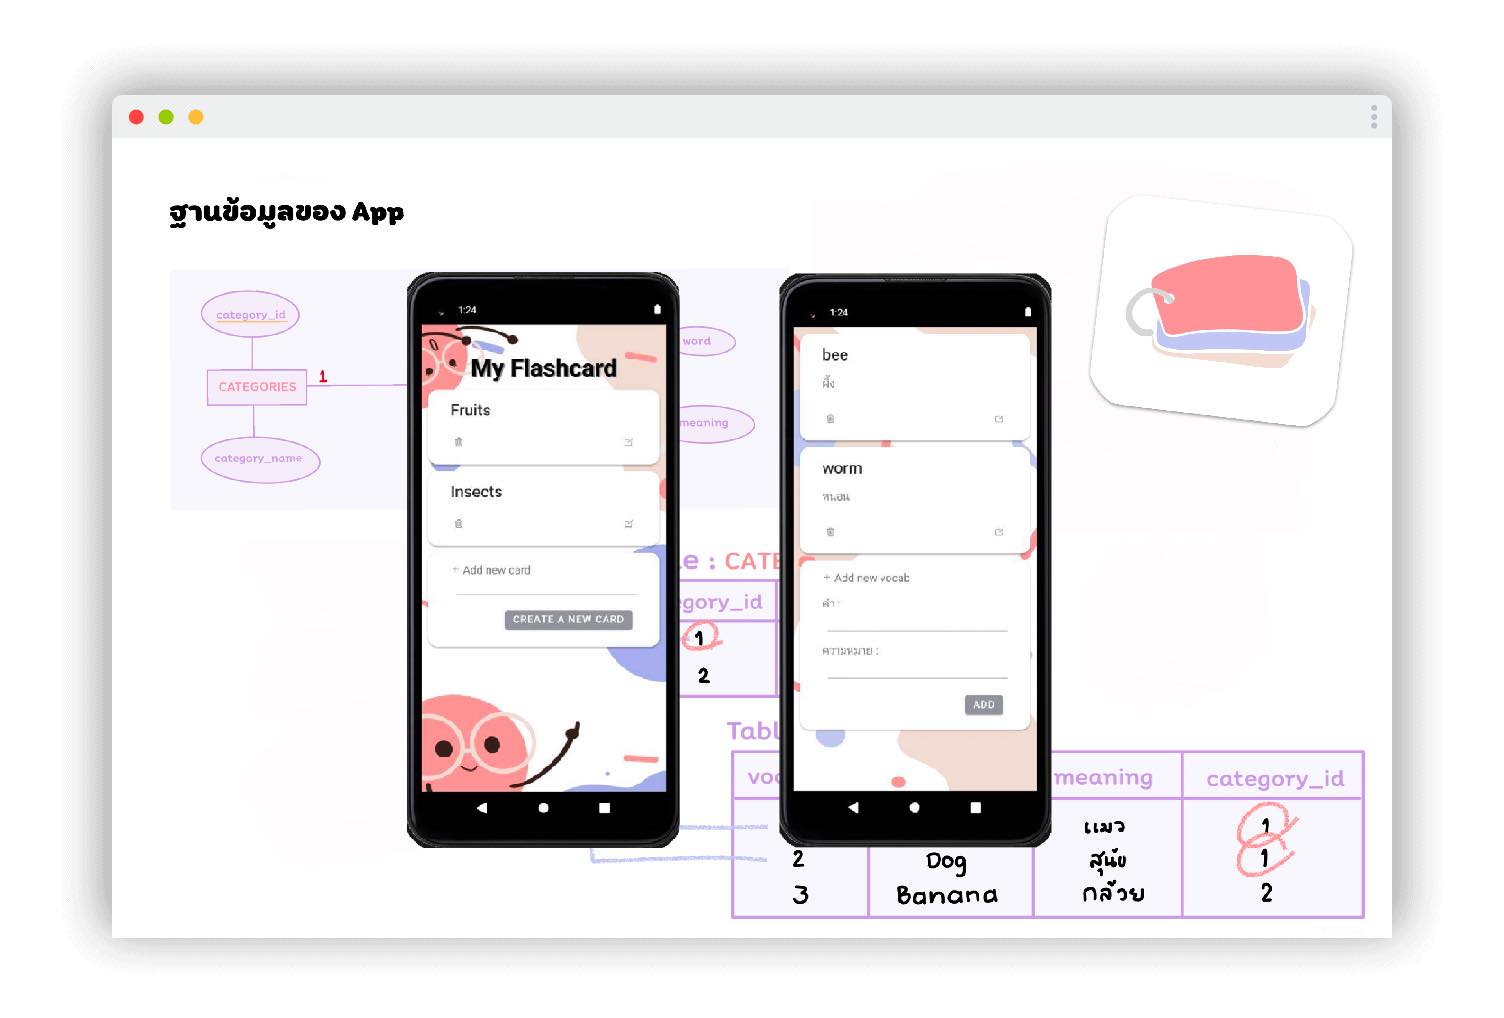 ฐานข้อมูลของ App
category_id
CATEGORIES
1
category_name
word
meaning
1:24
My Flashcard
Fruits
Insects
+ Add new card
CREATE A NEW CARD
1:24
bee
ผึ้ง
worm
หนอน
+ Add new vocab
คำ :
ความหมาย :
ADD
: CATE
gory_id
1
2
Tabl
voc
meaning
category_id
แมว
1
2
Dog
สุนัข
1
3
Banana
กล้วย
2